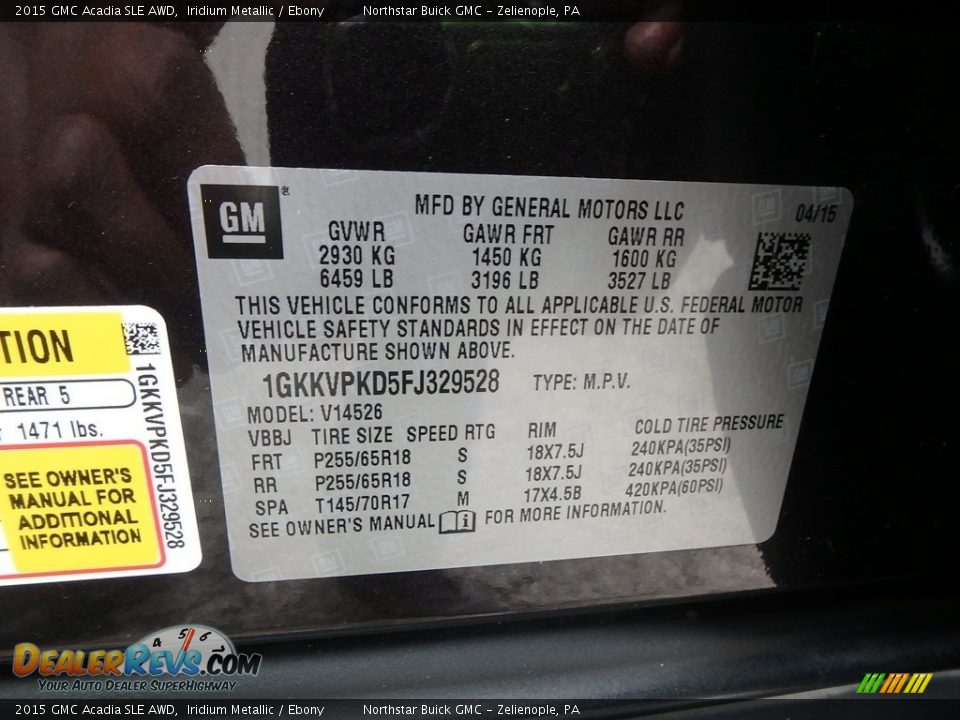 2015 GMC Acadia SLE AWD, Iridium Metallic / Ebony Northstar Buick GMC - Zelienople, PA
GM ®
MFD BY GENERAL MOTORS LLC 04/15
GVWR GAWR FRT GAWR RR
2930 KG 1450 KG 1600 KG
6459 LB 3196 LB 3527 LB
THIS VEHICLE CONFORMS TO ALL APPLICABLE U.S. FEDERAL MOTOR
VEHICLE SAFETY STANDARDS IN EFFECT ON THE DATE OF
MANUFACTURE SHOWN ABOVE.
1GKKVPKD5FJ329528 TYPE: M.P.V.
MODEL: V14526
VBBJ TIRE SIZE SPEED RTG RIM COLD TIRE PRESSURE
FRT P255/65R18 S 18X7.5J 240KPA(35PSI)
RR P255/65R18 S 18X7.5J 240KPA(35PSI)
SPA T145/70R17 M 17X4.5B 420KPA(60PSI)
SEE OWNER'S MANUAL i FOR MORE INFORMATION.
TION
REAR 5
1471 lbs.
SEE OWNER'S
MANUAL FOR
ADDITIONAL
INFORMATION
1GKKVPKD5FJ329528
4 5 6
DEALERREVS.COM
YOUR AUTO DEALER SUPERHIGHWAY
2015 GMC Acadia SLE AWD, Iridium Metallic / Ebony Northstar Buick GMC - Zelienople, PA